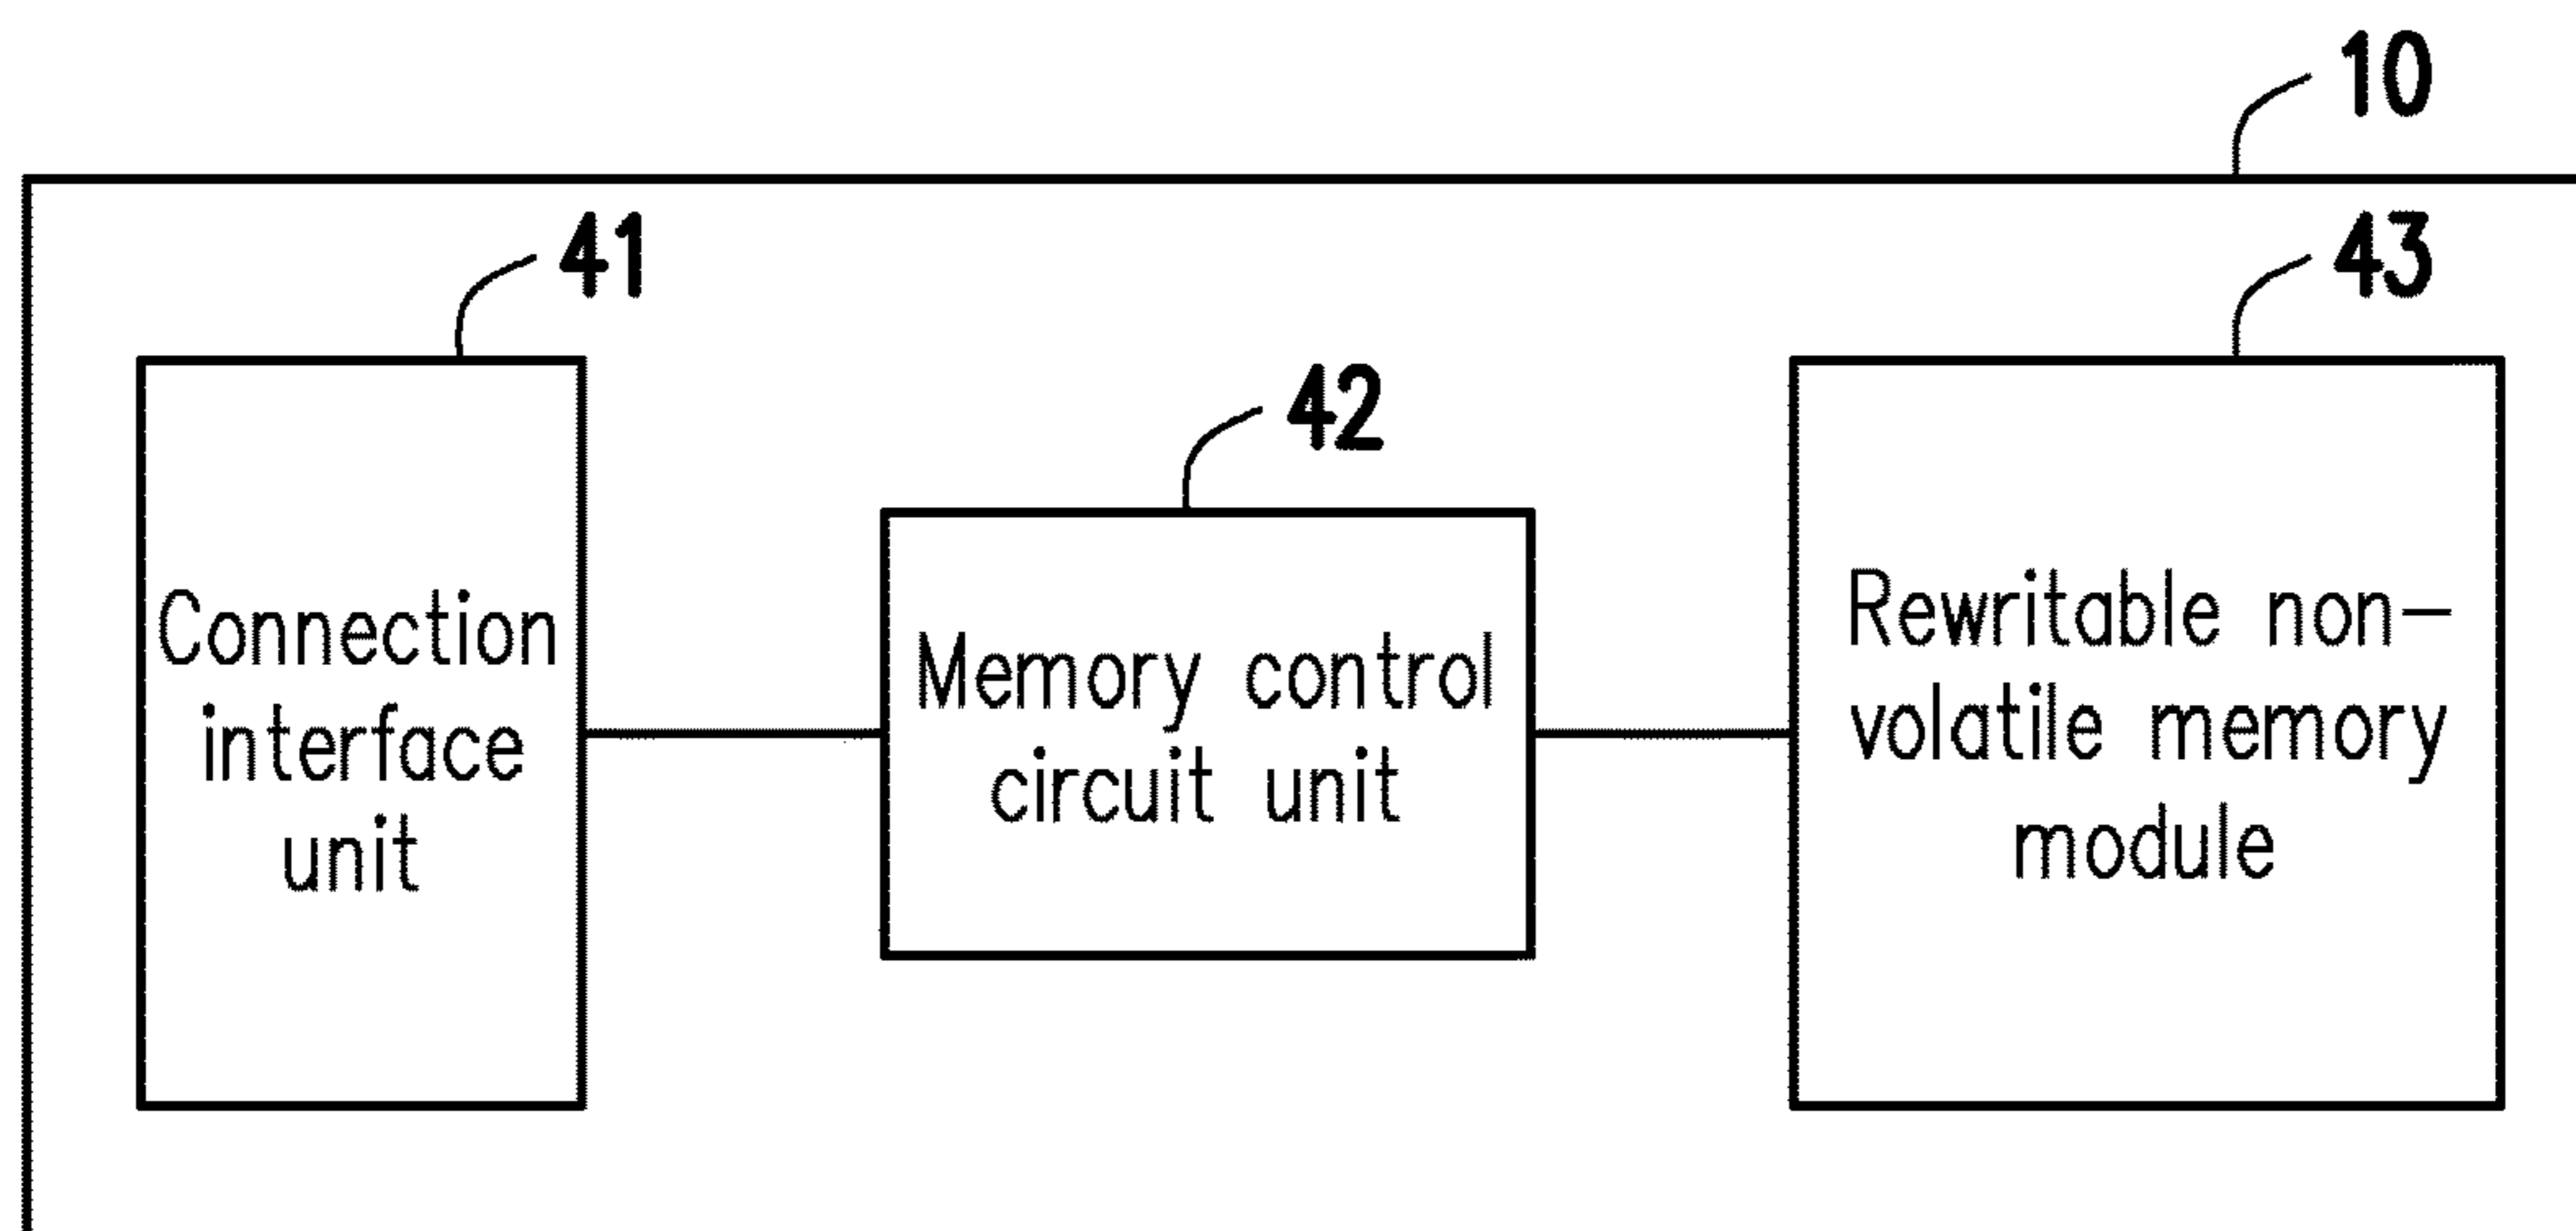 10
41
43
42
Connection
interface
unit
Memory control
circuit unit
Rewritable non-
volatile memory
module